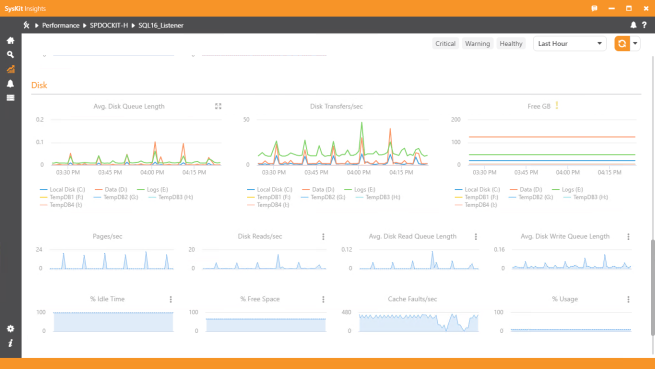 SysKit Insights
Performance ▸ SPDOCKIT-H ▸ SQL16_Listener ?
Critical Warning Healthy Last Hour
0 0
Disk
Avg. Disk Queue Length Disk Transfers/sec Free GB !
0.2 50 200
0.1 100
0 0 0
03:30 PM 03:45 PM 04:00 PM 04:15 PM 03:30 PM 03:45 PM 04:00 PM 04:15 PM 03:30 PM 03:45 PM 04:00 PM 04:15 PM
Local Disk (C:) Data (D:) Logs (E:) Local Disk (C:) Data (D:) Logs (E:) Local Disk (C:) Data (D:) Logs (E:)
TempDB1 (F:) TempDB2 (G:) TempDB3 (H:) TempDB1 (F:) TempDB2 (G:) TempDB3 (H:) TempDB1 (F:) TempDB2 (G:) TempDB3 (H:)
TempDB4 (I:) TempDB4 (I:) TempDB4 (I:)
Pages/sec Disk Reads/sec Avg. Disk Read Queue Length Avg. Disk Write Queue Length
24 20 0.12 0.16
0 0 0 0
% Idle Time % Free Space Cache Faults/sec % Usage
100 100 400 100
0 0 0 0
i